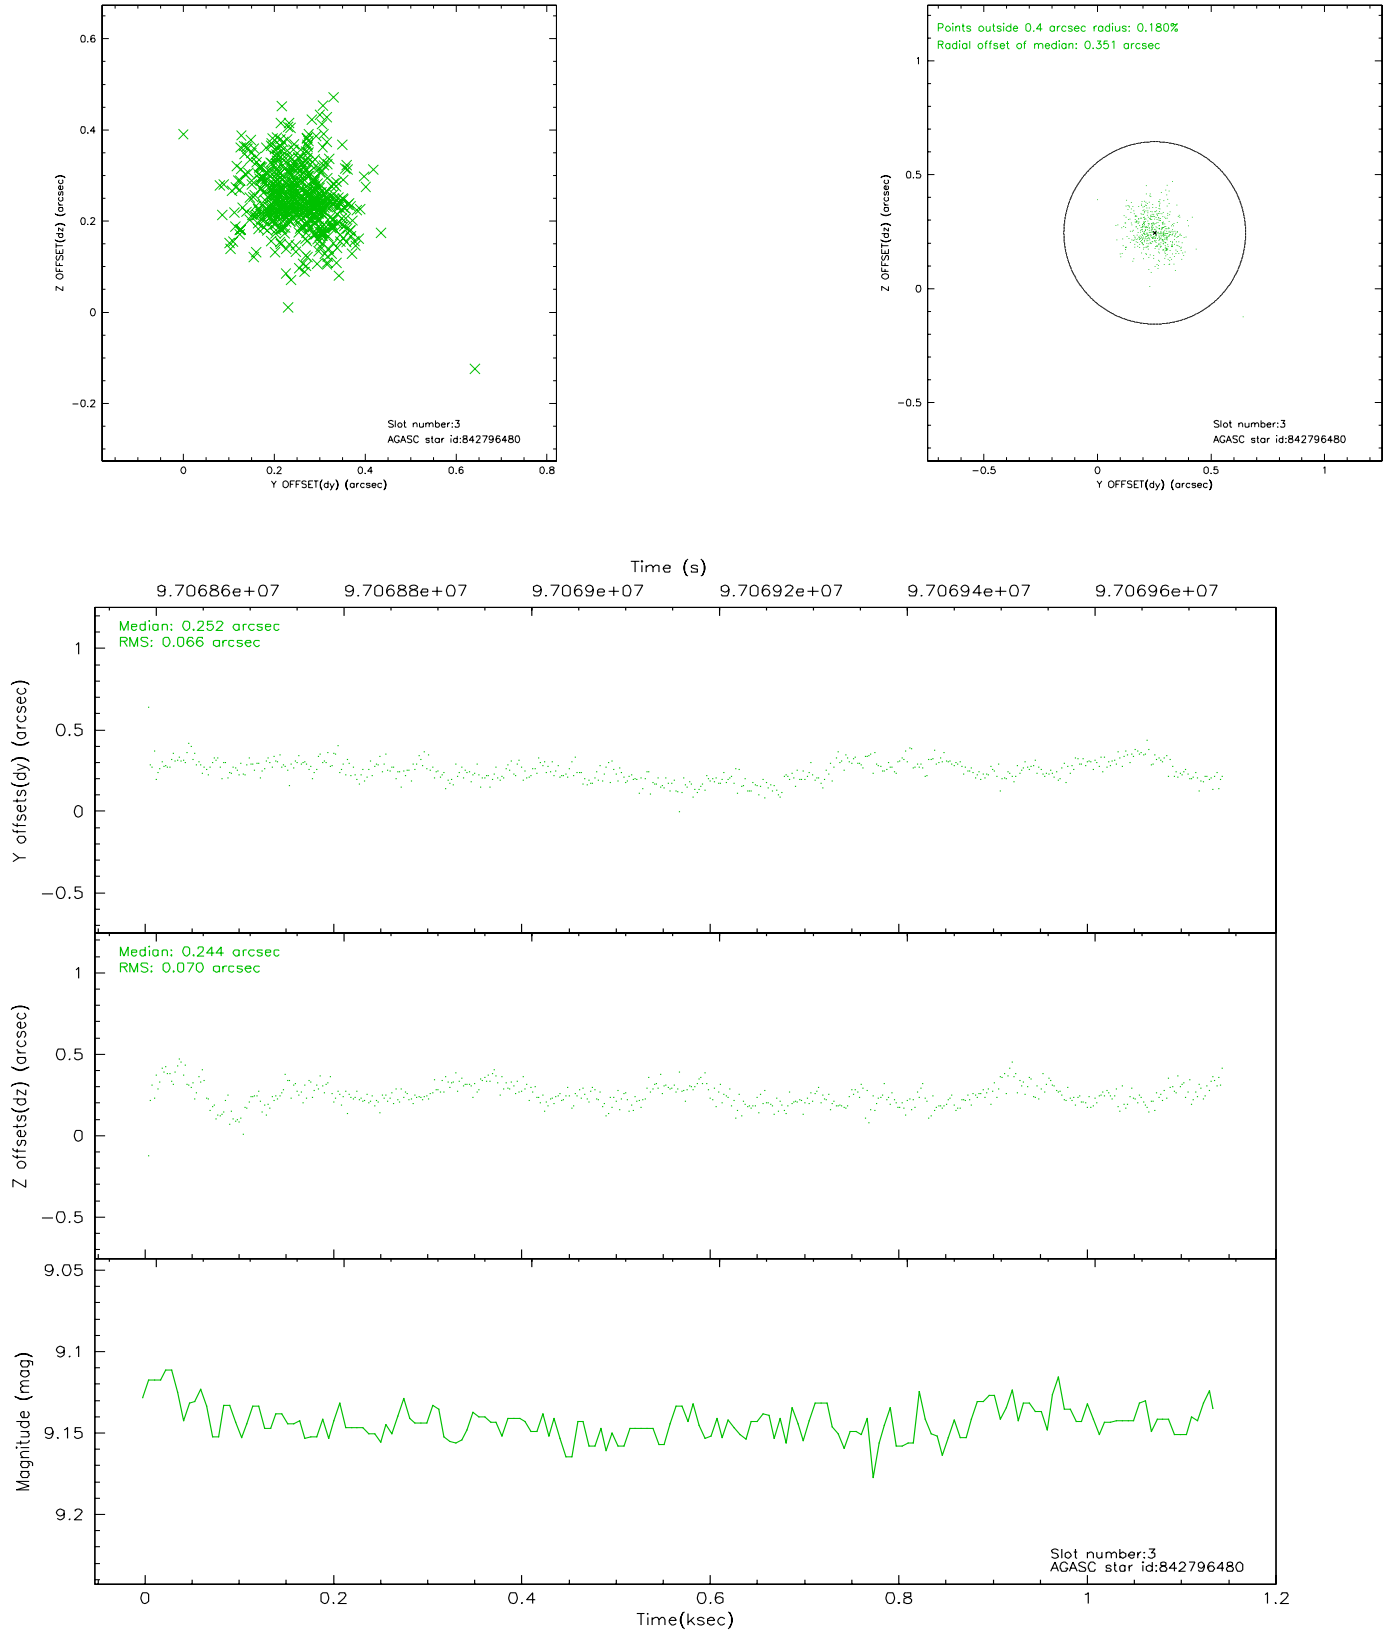 0.6
0.4
0.2
0
−0.2
Z OFFSET(dz) (arcsec)
Slot number:3
AGASC star id:842796480
0 0.2 0.4 0.6 0.8
Y OFFSET(dy) (arcsec)
Points outside 0.4 arcsec radius: 0.180%
Radial offset of median: 0.351 arcsec
1
0.5
0
−0.5
Z OFFSET(dz) (arcsec)
Slot number:3
AGASC star id:842796480
−0.5 0 0.5 1
Y OFFSET(dy) (arcsec)
Time (s)
9.70686e+07 9.70688e+07 9.7069e+07 9.70692e+07 9.70694e+07 9.70696e+07
Median: 0.252 arcsec
RMS: 0.066 arcsec
1
0.5
0
−0.5
Y offsets(dy) (arcsec)
Median: 0.244 arcsec
RMS: 0.070 arcsec
1
0.5
0
−0.5
Z offsets(dz) (arcsec)
9.05
9.1
9.15
9.2
Magnitude (mag)
Slot number:3
AGASC star id:842796480
0 0.2 0.4 0.6 0.8 1 1.2
Time(ksec)